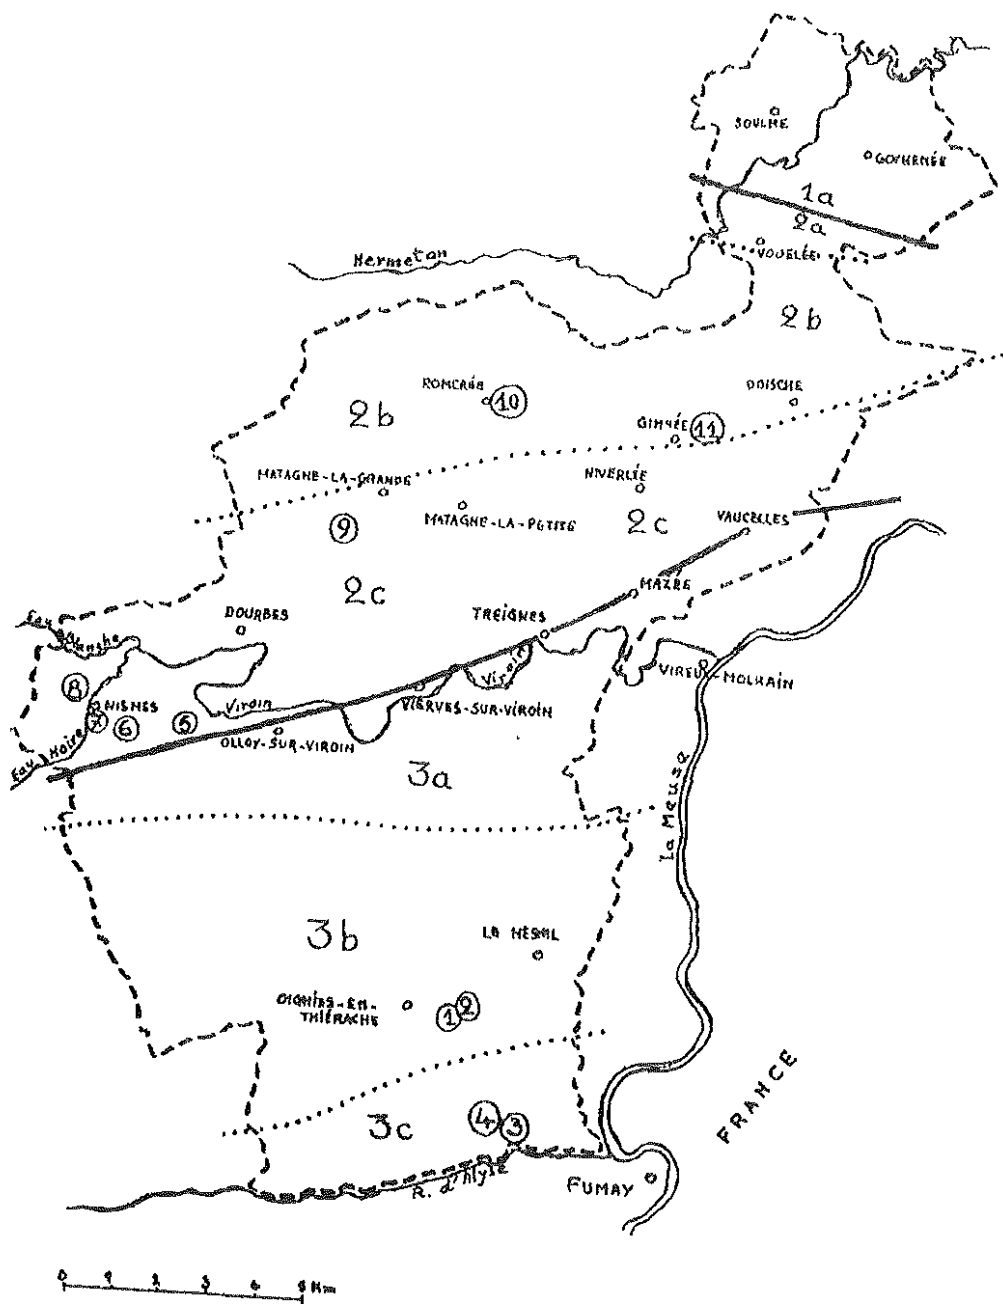 SOULME
GOCHENÉE
1a
2a
VODELÉE
Hermeton
2b
ROMERÉE
10
DOISCHE
2b
GIMNÉE
11
MATAGNE-LA-GRANDE
NIVERLÉE
9
MATAGNE-LA-PETITE
2c
VAUCELLES
2c
MAZÉE
Eau Blanche
DOURBES
TREIGNES
8
Viroin
VIREUX-MOLHAIN
NISMES
Viroin
VIERVES-SUR-VIROIN
7
6
5
Eau Noire
OLLOY-SUR-VIROIN
3a
La Meuse
3b
LE MESNIL
OIGNIES-EN-
THIÉRACHE
1
2
FRANCE
3c
4
3
R. d'Alyse
FUMAY
0 1 2 3 4 5 Km